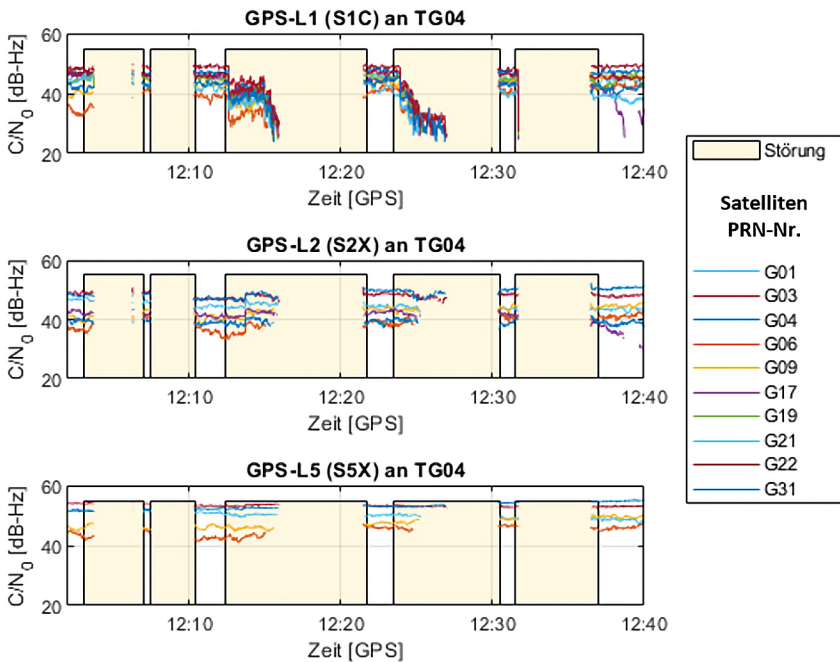 GPS-L1 (S1C) an TG04
60
40
20
C/N0 [dB-Hz]
12:10 12:20 12:30 12:40
Zeit [GPS]
GPS-L2 (S2X) an TG04
60
40
20
C/N0 [dB-Hz]
12:10 12:20 12:30 12:40
Zeit [GPS]
GPS-L5 (S5X) an TG04
60
40
20
C/N0 [dB-Hz]
12:10 12:20 12:30 12:40
Zeit [GPS]
Störung
Satelliten
PRN-Nr.
G01
G03
G04
G06
G09
G17
G19
G21
G22
G31